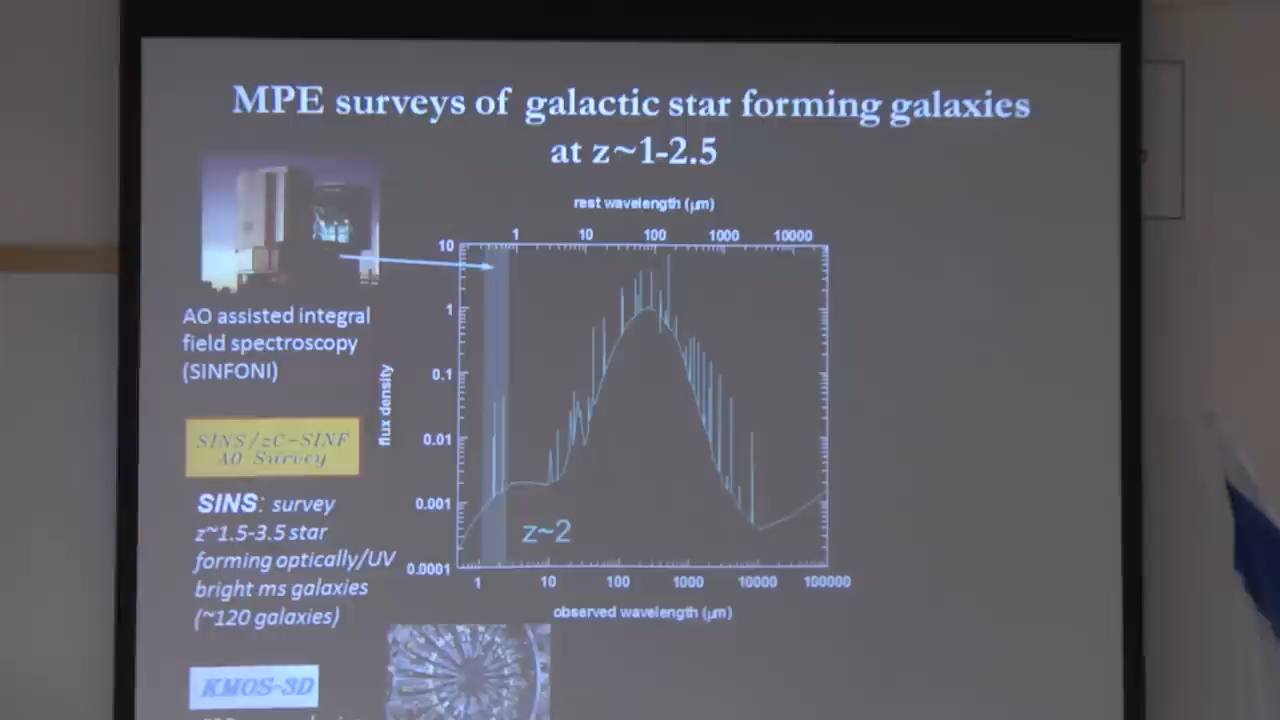 MPE surveys of galactic star forming galaxies
at z~1-2.5
rest wavelength (μm)
1 10 100 1000 10000
AO assisted integral
field spectroscopy
(SINFONI)
flux density
10
1
0.1
0.01
0.001
0.0001
z~2
1 10 100 1000 10000 100000
observed wavelength (μm)
SINS/zC-SINF
AO Survey
SINS: survey
z~1.5-3.5 star
forming optically/UV
bright ms galaxies
(~120 galaxies)
KMOS-3D